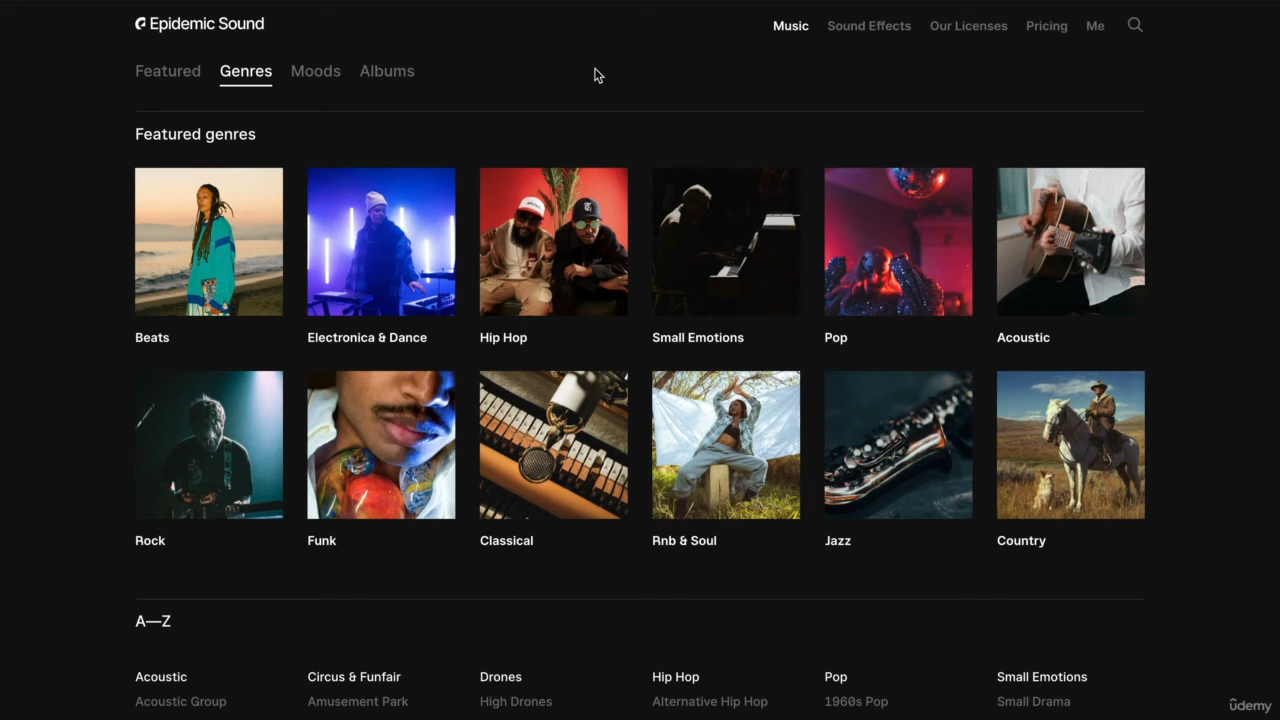 Epidemic Sound
Music Sound Effects Our Licenses Pricing Me
Featured Genres Moods Albums
Featured genres
Beats Electronica & Dance Hip Hop Small Emotions Pop Acoustic
Rock Funk Classical Rnb & Soul Jazz Country
A—Z
Acoustic Circus & Funfair Drones Hip Hop Pop Small Emotions
Acoustic Group Amusement Park High Drones Alternative Hip Hop 1960s Pop Small Drama
ûdemy